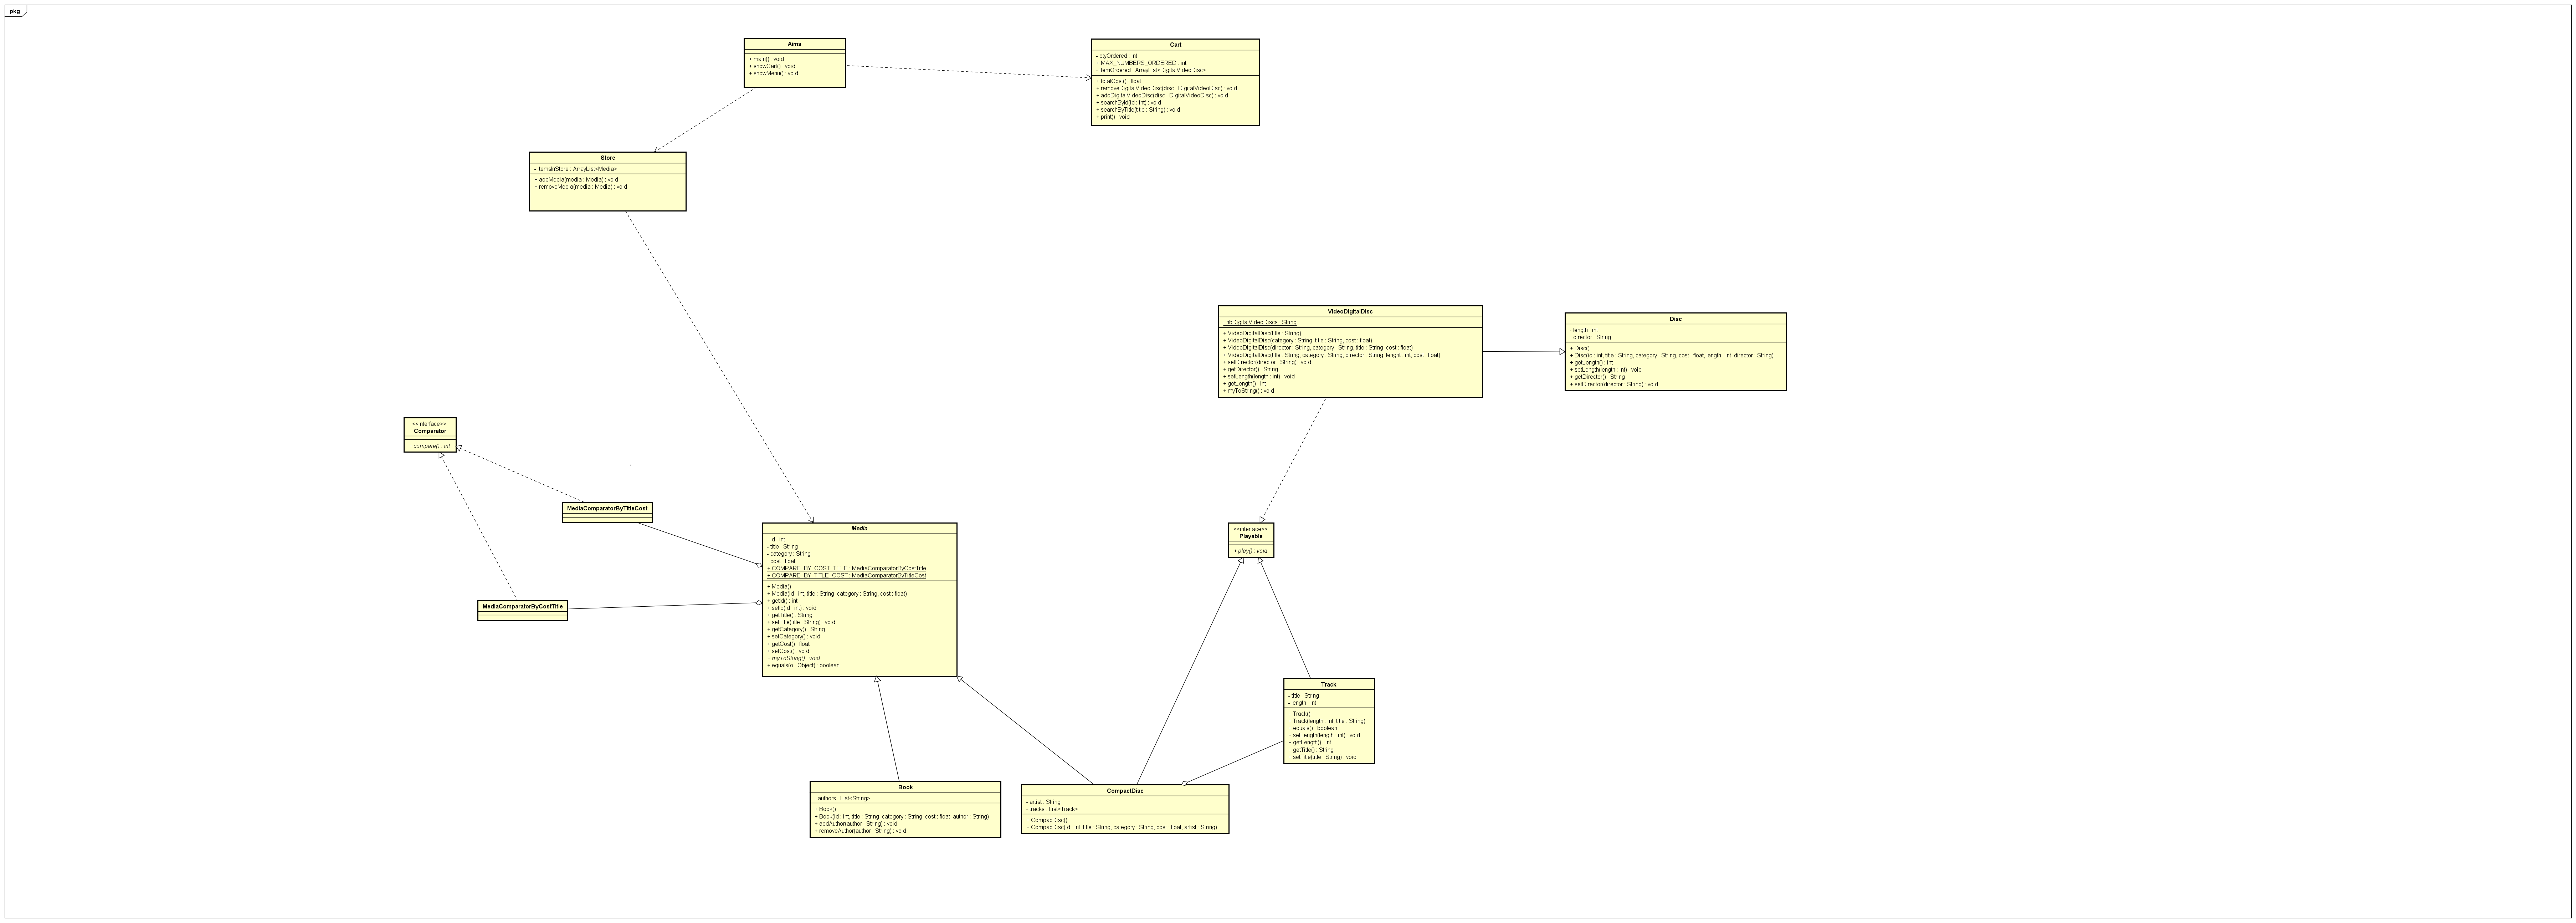 pkg
Aims
+ main() : void
+ showCart() : void
+ showMenu() : void
Cart
- qtyOrdered : int
+ MAX_NUMBERS_ORDERED : int
- itemOrdered : ArrayList<DigitalVideoDisc>
+ totalCost() : float
+ removeDigitalVideoDisc(disc : DigitalVideoDisc) : void
+ addDigitalVideoDisc(disc : DigitalVideoDisc) : void
+ searchById(id : int) : void
+ searchByTitle(title : String) : void
+ print() : void
Store
- itemsInStore : ArrayList<Media>
+ addMedia(media : Media) : void
+ removeMedia(media : Media) : void
VideoDigitalDisc
- nbDigitalVideoDiscs : String
+ VideoDigitalDisc(title : String)
+ VideoDigitalDisc(category : String, title : String, cost : float)
+ VideoDigitalDisc(director : String, category : String, title : String, cost : float)
+ VideoDigitalDisc(title : String, category : String, director : String, lenght : int, cost : float)
+ setDirector(director : String) : void
+ getDirector() : String
+ setLength(length : int) : void
+ getLength() : int
+ myToString() : void
Disc
- length : int
- director : String
+ Disc()
+ Disc(id : int, title : String, category : String, cost : float, length : int, director : String)
+ getLength() : int
+ setLength(length : int) : void
+ getDirector() : String
+ setDirector(director : String) : void
<<interface>>
Comparator
+ compare() : int
MediaComparatorByTitleCost
MediaComparatorByCostTitle
Media
- id : int
- title : String
- category : String
- cost : float
+ COMPARE_BY_COST_TITLE : MediaComparatorByCostTitle
+ COMPARE_BY_TITLE_COST : MediaComparatorByTitleCost
+ Media()
+ Media(id : int, title : String, category : String, cost : float)
+ getId() : int
+ setId(id : int) : void
+ getTitle() : String
+ setTitle(title : String) : void
+ getCategory() : String
+ setCategory() : void
+ getCost() : float
+ setCost() : void
+ myToString() : void
+ equals(o : Object) : boolean
<<interface>>
Playable
+ play() : void
Track
- title : String
- length : int
+ Track()
+ Track(length : int, title : String)
+ equals() : boolean
+ setLength(length : int) : void
+ getLength() : int
+ getTitle() : String
+ setTitle(title : String) : void
Book
- authors : List<String>
+ Book()
+ Book(id : int, title : String, category : String, cost : float, author : String)
+ addAuthor(author : String) : void
+ removeAuthor(author : String) : void
CompactDisc
- artist : String
- tracks : List<Track>
+ CompacDisc()
+ CompacDisc(id : int, title : String, category : String, cost : float, artist : String)